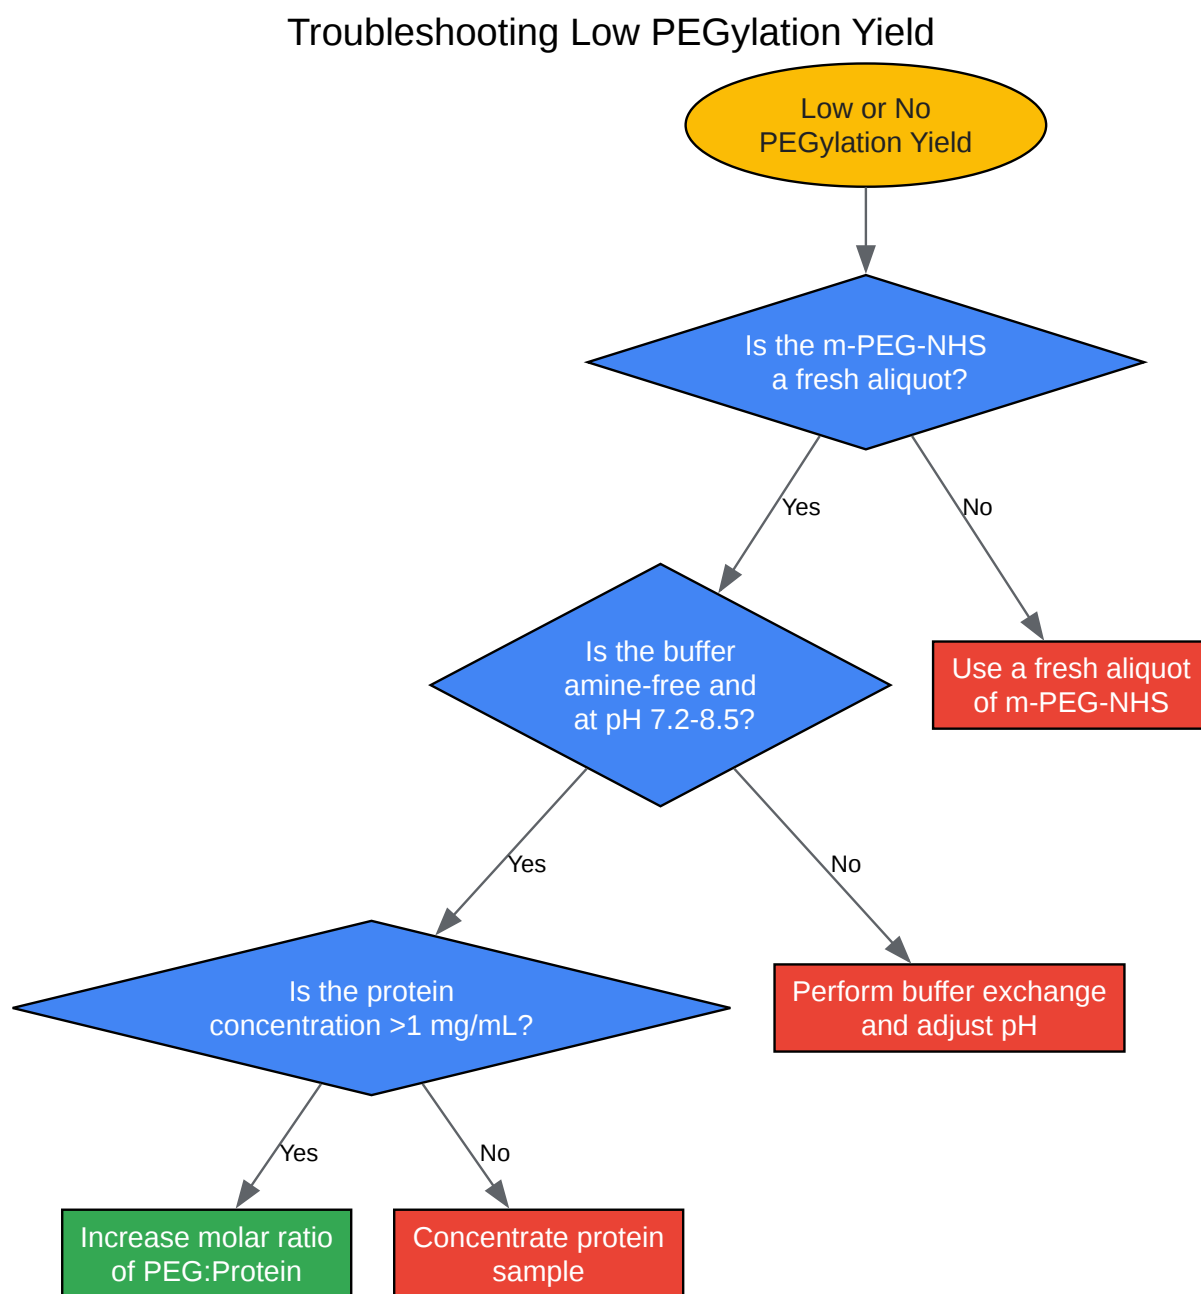 Troubleshooting Low PEGylation Yield
Low or No
PEGylation Yield
Is the m-PEG-NHS
a fresh aliquot?
Yes
No
Is the buffer
amine-free and
at pH 7.2-8.5?
Use a fresh aliquot
of m-PEG-NHS
Yes
No
Is the protein
concentration >1 mg/mL?
Perform buffer exchange
and adjust pH
Yes
No
Increase molar ratio
of PEG:Protein
Concentrate protein
sample